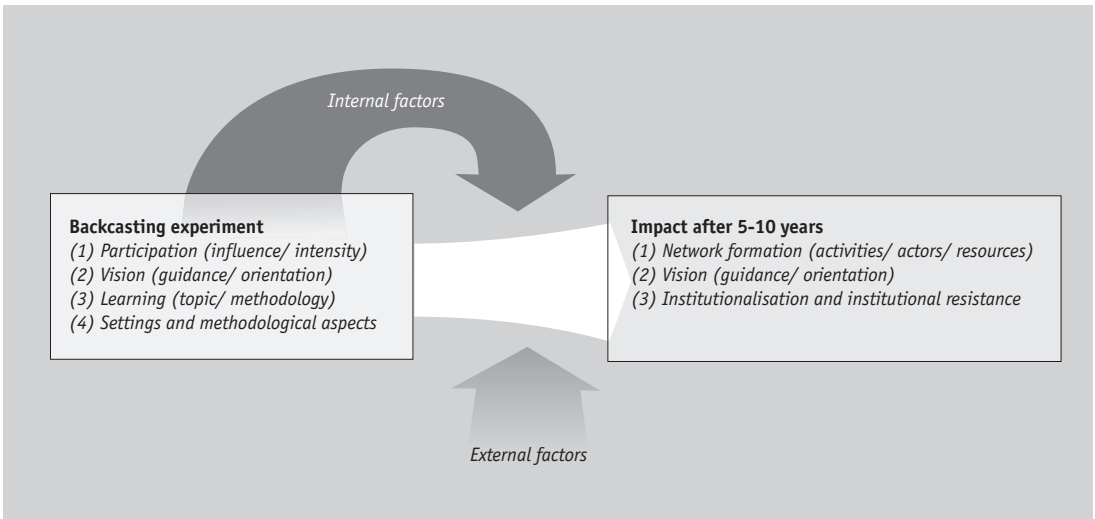 Internal factors
Backcasting experiment
(1) Participation (influence/ intensity)
(2) Vision (guidance/ orientation)
(3) Learning (topic/ methodology)
(4) Settings and methodological aspects
Impact after 5-10 years
(1) Network formation (activities/ actors/ resources)
(2) Vision (guidance/ orientation)
(3) Institutionalisation and institutional resistance
External factors